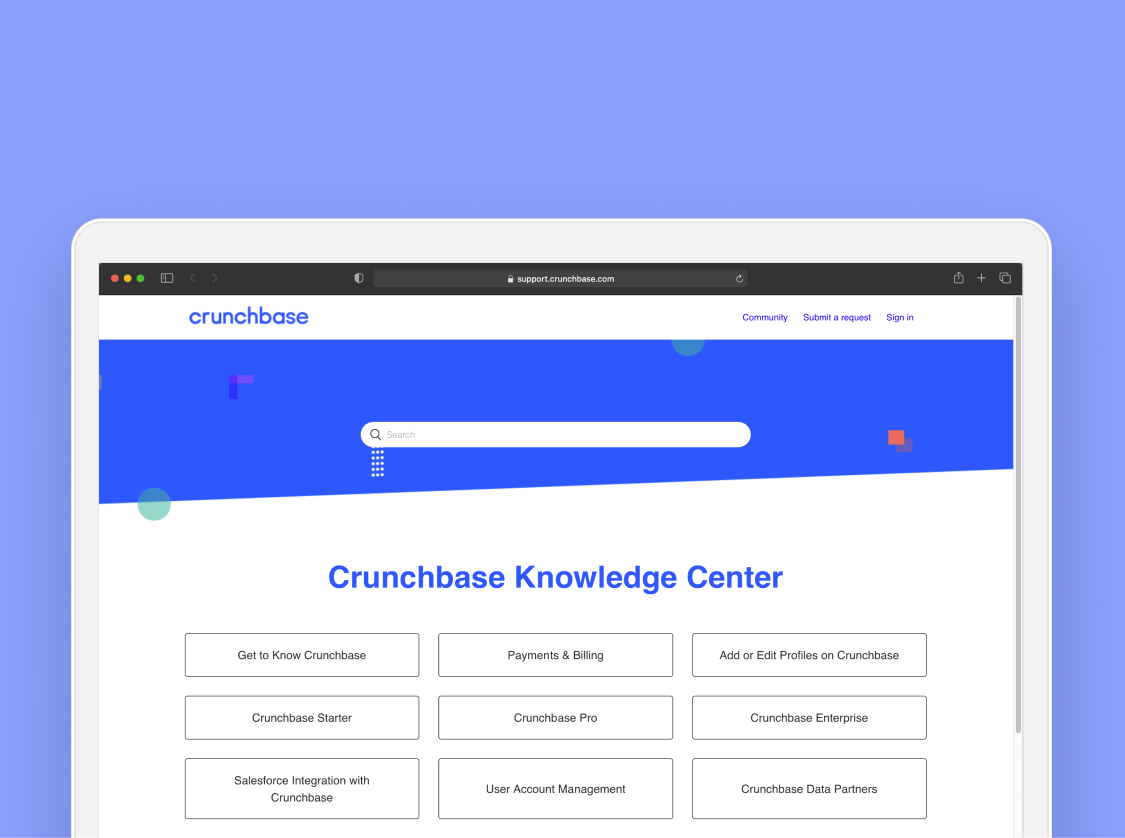 support.crunchbase.com
crunchbase
Community Submit a request Sign in
Search
Crunchbase Knowledge Center
Get to Know Crunchbase
Payments & Billing
Add or Edit Profiles on Crunchbase
Crunchbase Starter
Crunchbase Pro
Crunchbase Enterprise
Salesforce Integration with
Crunchbase
User Account Management
Crunchbase Data Partners